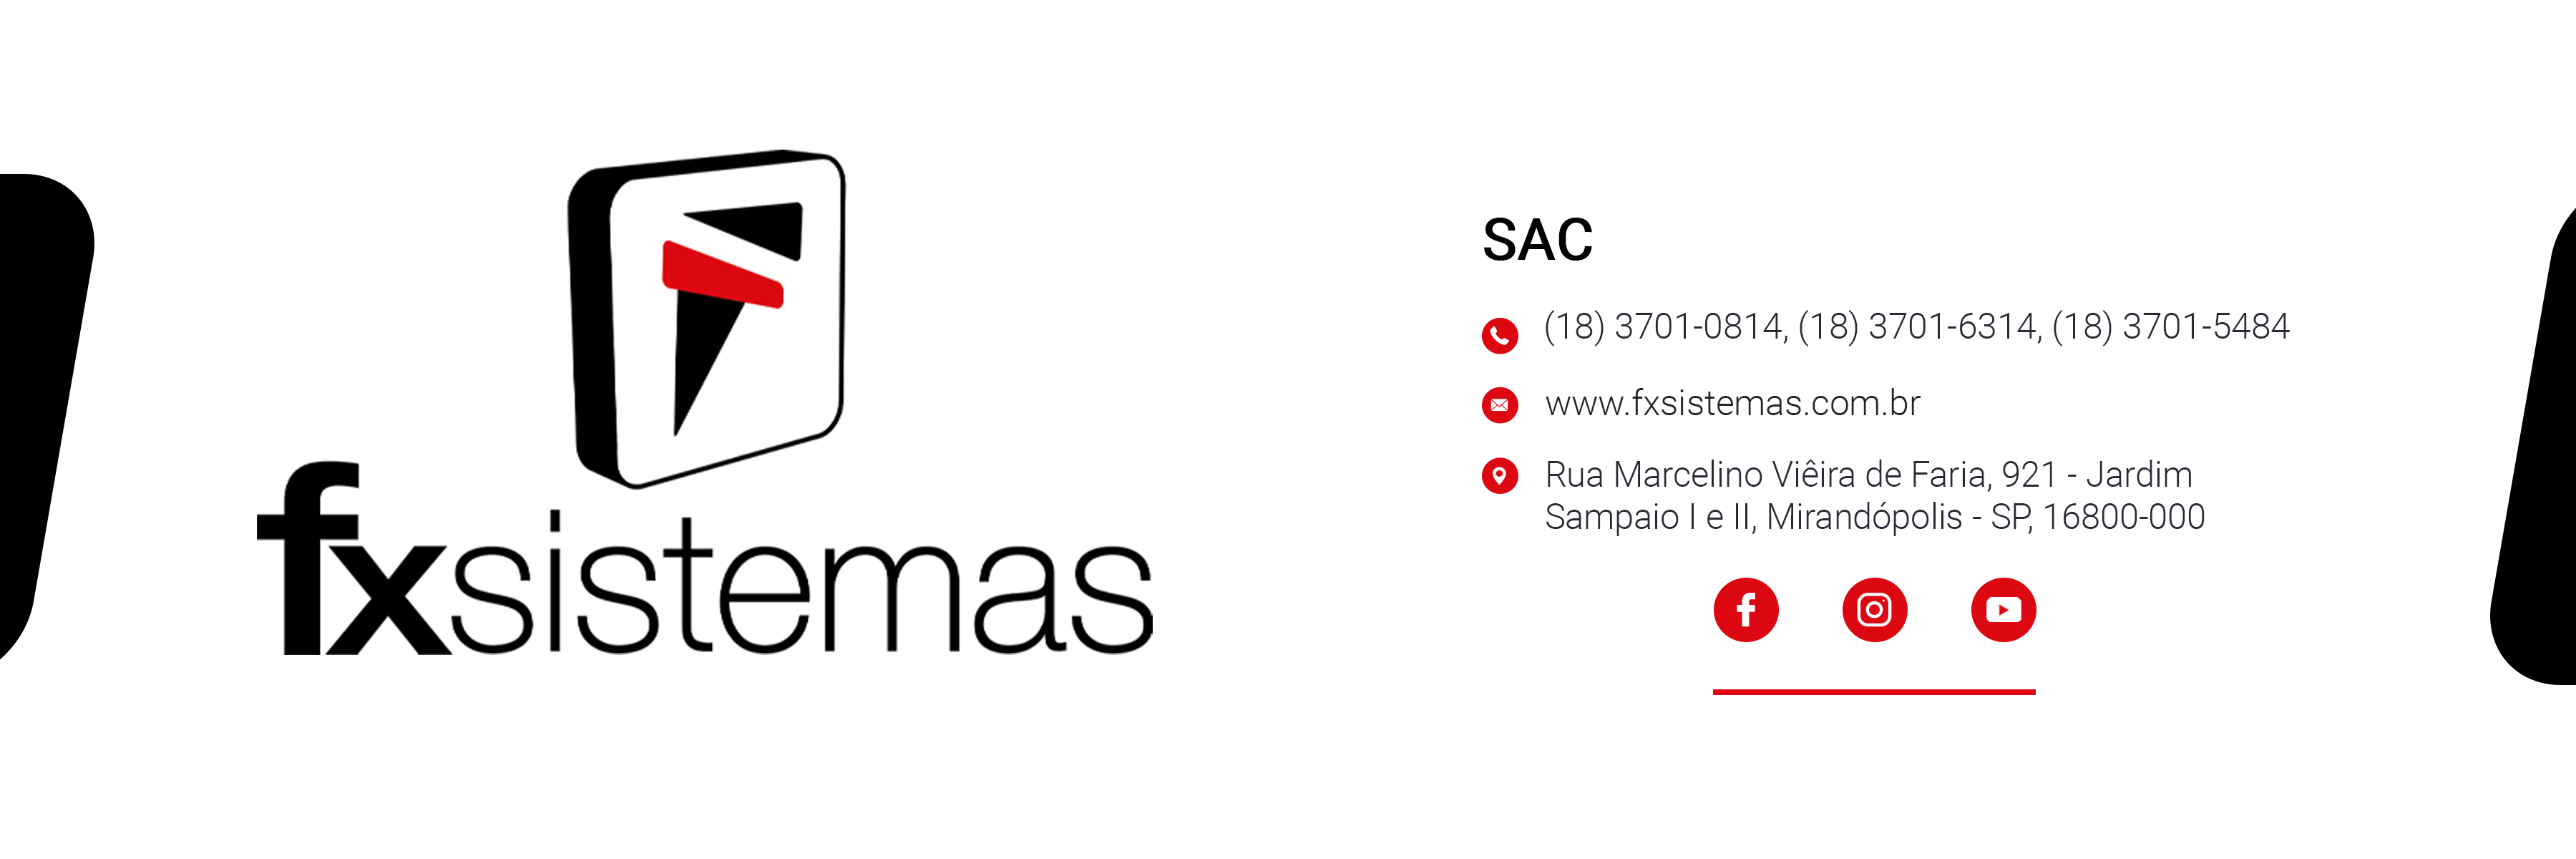 fxsistemas
SAC
(18) 3701-0814, (18) 3701-6314, (18) 3701-5484
www.fxsistemas.com.br
Rua Marcelino Viêira de Faria, 921 - Jardim
Sampaio I e II, Mirandópolis - SP, 16800-000